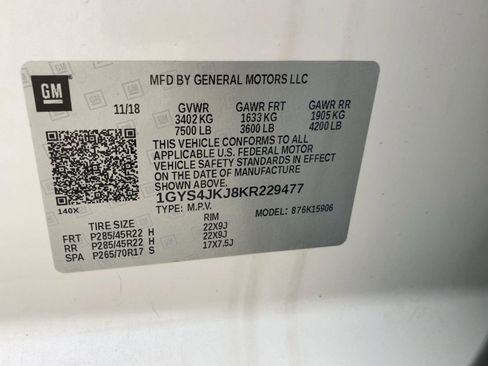 GM
MFD BY GENERAL MOTORS LLC
11/18 GVWR GAWR FRT GAWR RR
3402 KG 1633 KG 1905 KG
7500 LB 3600 LB 4200 LB
THIS VEHICLE CONFORMS TO ALL
APPLICABLE U.S. FEDERAL MOTOR
VEHICLE SAFETY STANDARDS IN EFFECT
ON THE DATE OF MANUFACTURE SHOWN ABOVE.
1GYS4JKJ8KR229477
140X TYPE: M.P.V. MODEL: 876K15906
TIRE SIZE RIM
FRT P285/45R22 H 22X9J
RR P285/45R22 H 22X9J
SPA P265/70R17 S 17X7.5J